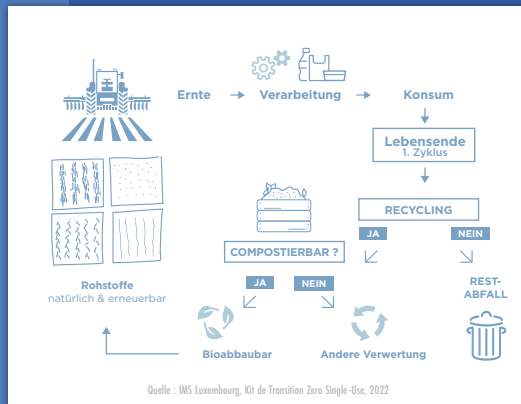 Ernte
Verarbeitung
Konsum
Lebensende
1. Zyklus
RECYCLING
JA
NEIN
COMPOSTIERBAR ?
JA
NEIN
REST-
ABFALL
Rohstoffe
natürlich & erneuerbar
Bioabbaubar
Andere Verwertung
Quelle : IMS Luxembourg, Kit de Transition Zero Single-Use, 2022